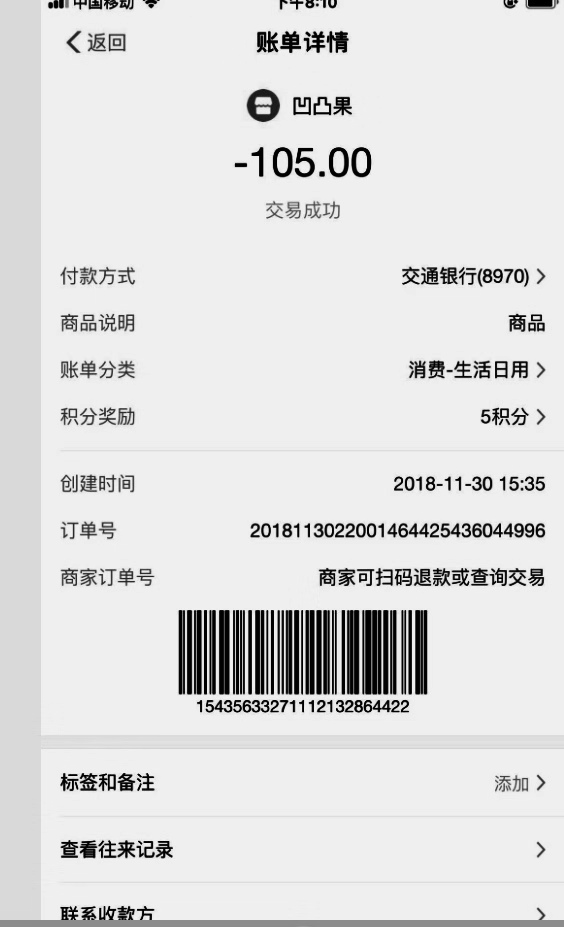 中国移动 下午8:10
返回 账单详情
凹凸果
-105.00
交易成功
付款方式 交通银行(8970)
商品说明 商品
账单分类 消费-生活日用
积分奖励 5积分
创建时间 2018-11-30 15:35
订单号 2018113022001464425436044996
商家订单号 商家可扫码退款或查询交易
15435633271112132864422
标签和备注 添加
查看往来记录
联系收款方